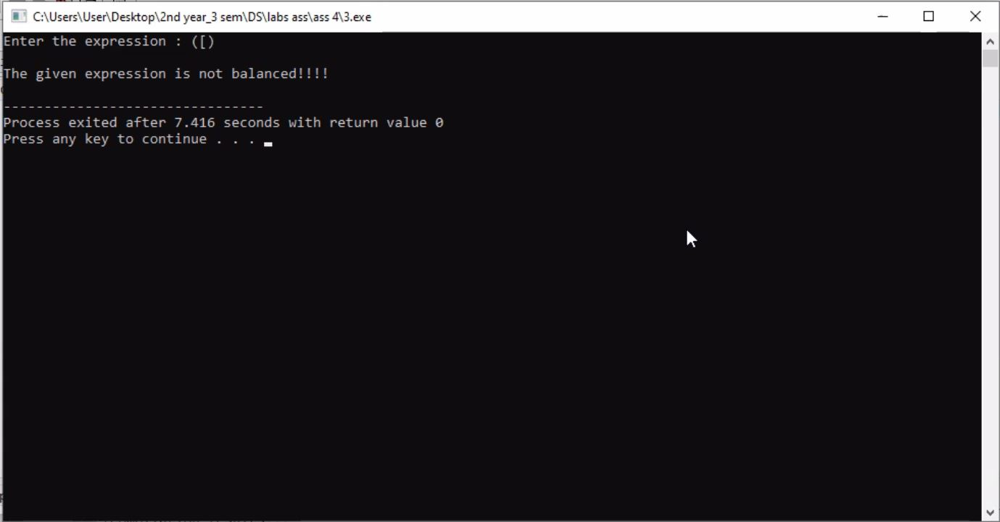 C:\Users\User\Desktop\2nd year_3 sem\DS\labs ass\ass 4\3.exe
Enter the expression : ([)
The given expression is not balanced!!!!
--------------------------------
Process exited after 7.416 seconds with return value 0
Press any key to continue . . .